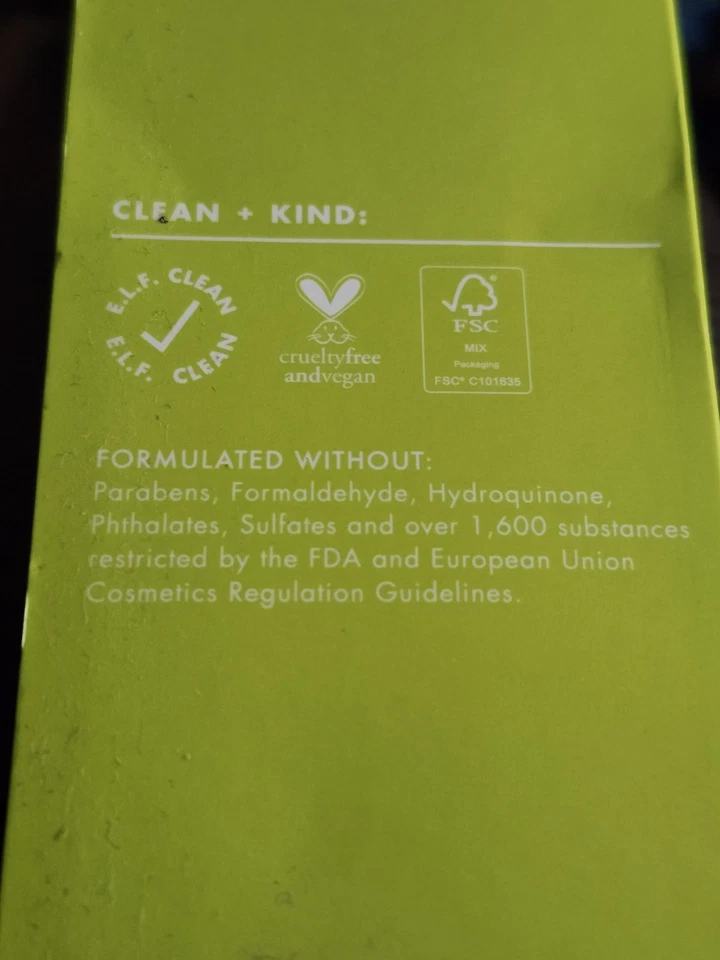 CLEAN + KIND:
E.L.F. CLEAN
E.L.F. CLEAN
crueltyfree
andvegan
®
FSC
MIX
Packaging
FSC® C101635
FORMULATED WITHOUT:
Parabens, Formaldehyde, Hydroquinone,
Phthalates, Sulfates and over 1,600 substances
restricted by the FDA and European Union
Cosmetics Regulation Guidelines.